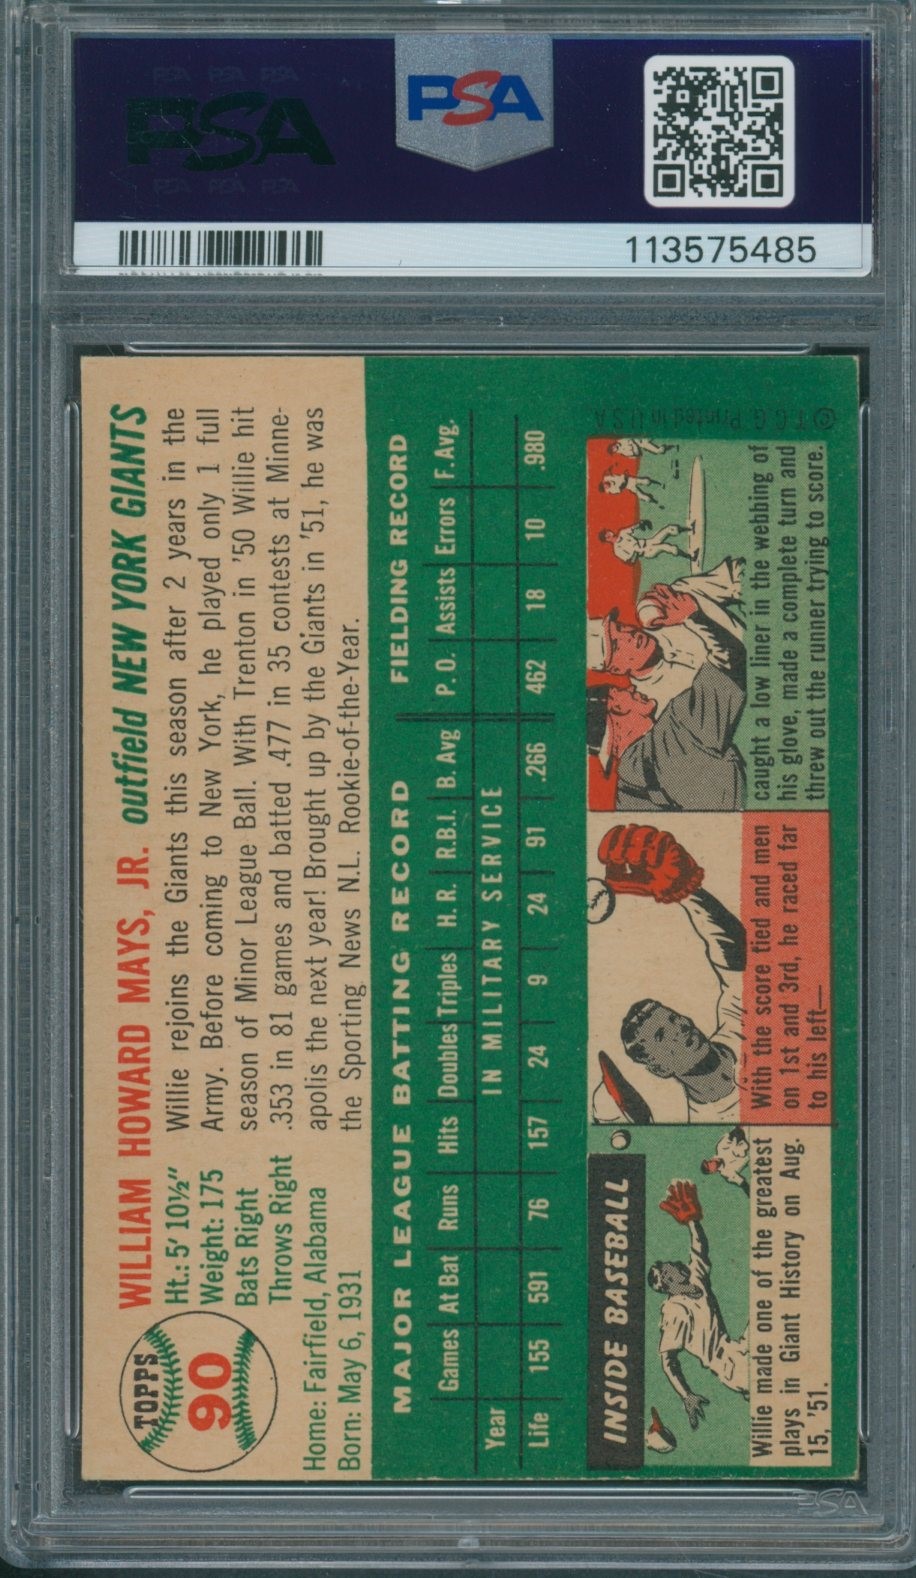 PSA PSA PSA
PSA
PSA PSA PSA
PSA
113575485
TOPPS
90
WILLIAM HOWARD MAYS, JR. outfield NEW YORK GIANTS
Ht.: 5' 10½"
Weight: 175
Bats Right
Throws Right
Home: Fairfield, Alabama
Born: May 6, 1931
Willie rejoins the Giants this season after 2 years in the
Army. Before coming to New York, he played only 1 full
season of Minor League Ball. With Trenton in '50 Willie hit
.353 in 81 games and batted .477 in 35 contests at Minne-
apolis the next year! Brought up by the Giants in '51, he was
the Sporting News N.L. Rookie-of-the-Year.
MAJOR LEAGUE BATTING RECORD FIELDING RECORD
Games At Bat Runs Hits Doubles Triples H. R. R.B.I. B. Avg P. O. Assists Errors F. Avg.
Year IN MILITARY SERVICE
Life 155 591 76 157 24 9 24 91 .266 462 18 10 .980
INSIDE BASEBALL
Willie made one of the greatest
plays in Giant History on Aug.
15, '51.
With the score tied and men
on 1st and 3rd, he raced far
to his left—
caught a low liner in the webbing of
his glove, made a complete turn and
threw out the runner trying to score.
© T.C.G. Printed in U.S.A.
PSA